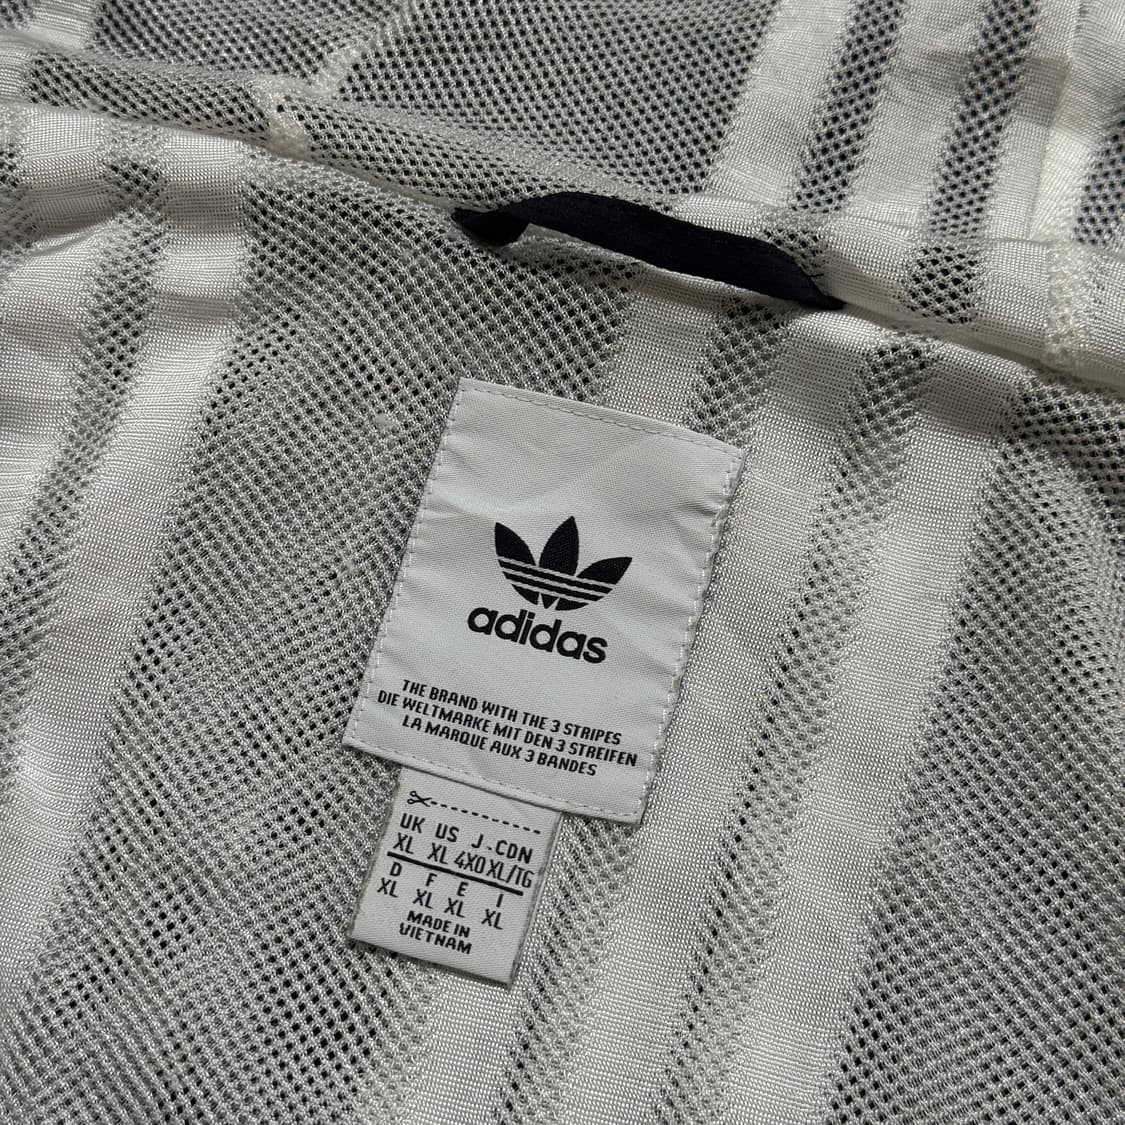 adidas
THE BRAND WITH THE 3 STRIPES
DIE WELTMARKE MIT DEN 3 STREIFEN
LA MARQUE AUX 3 BANDES
UK US J CDN
XL XL 4XO XL/TG
D F E I
XL XL XL XL
MADE IN
VIETNAM